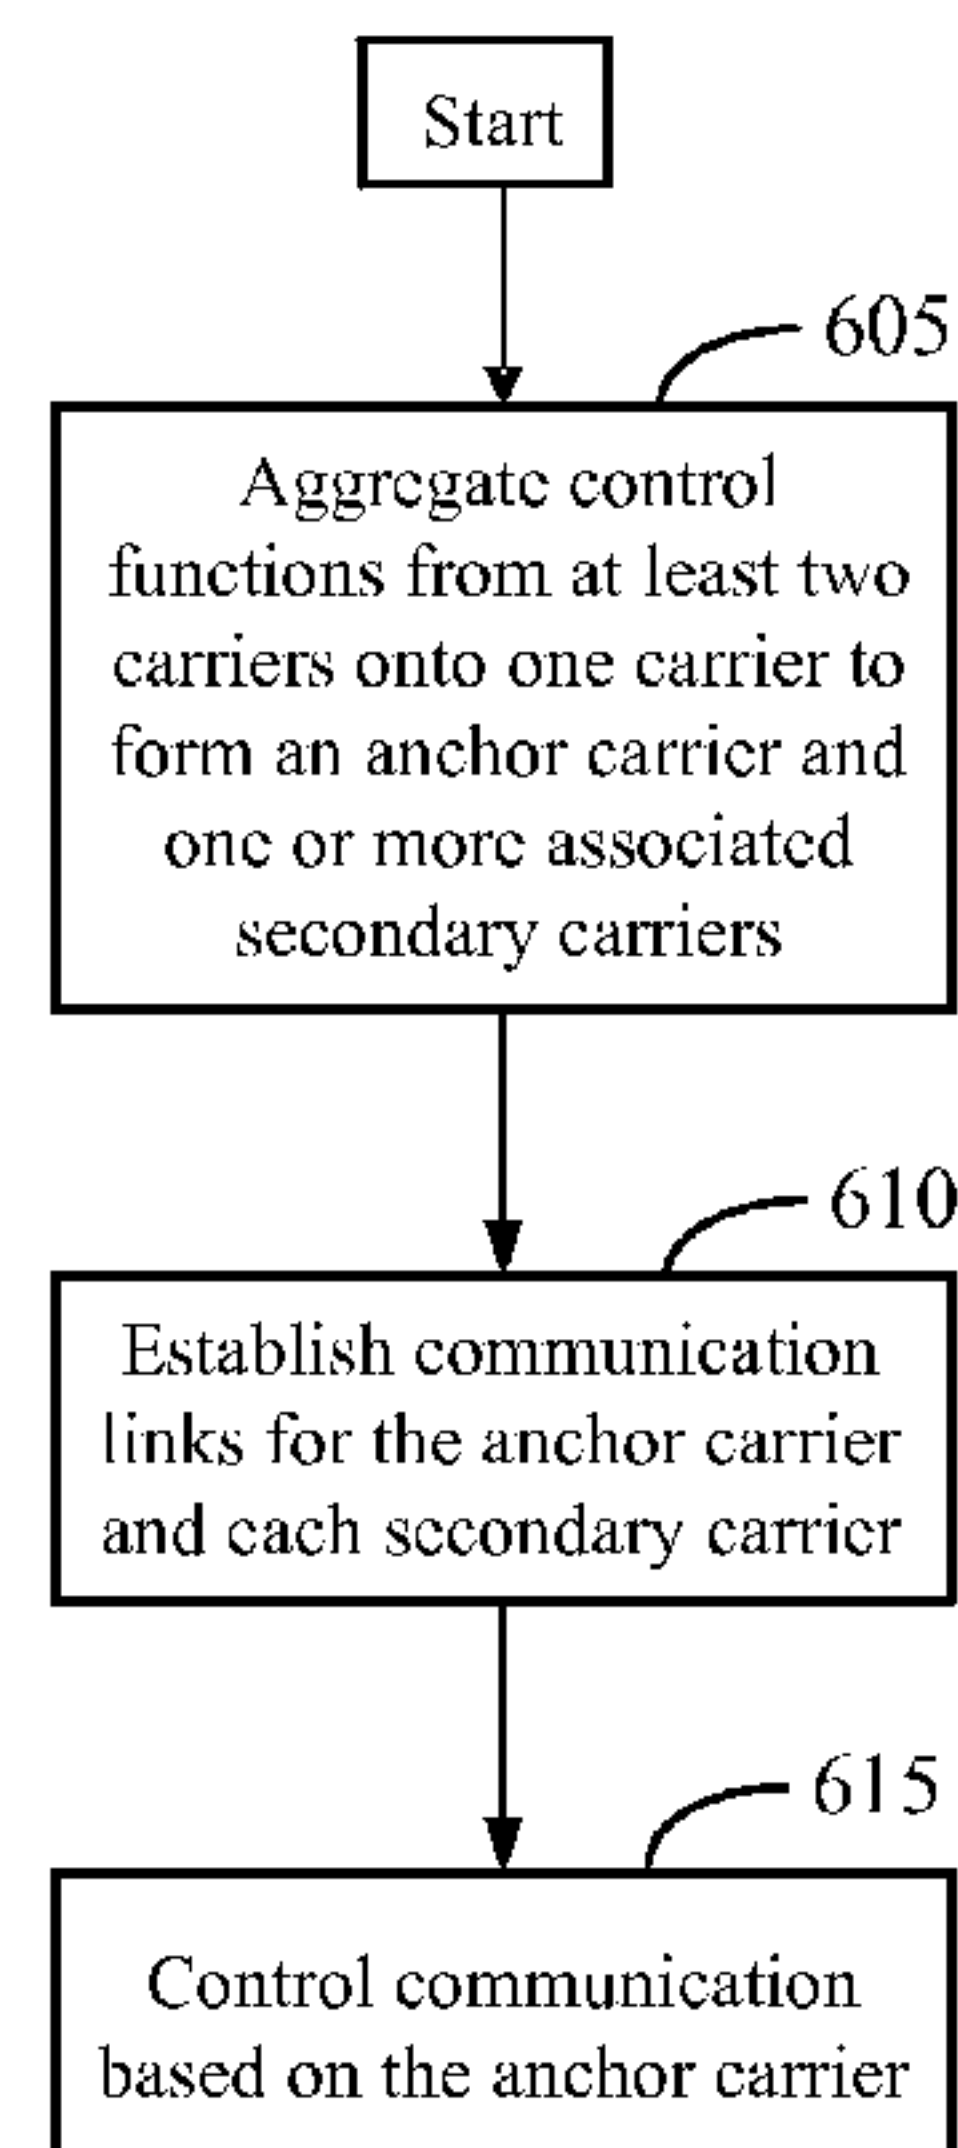 Start
605
Aggregate control
functions from at least two
carriers onto one carrier to
form an anchor carrier and
one or more associated
secondary carriers
610
Establish communication
links for the anchor carrier
and each secondary carrier
615
Control communication
based on the anchor carrier